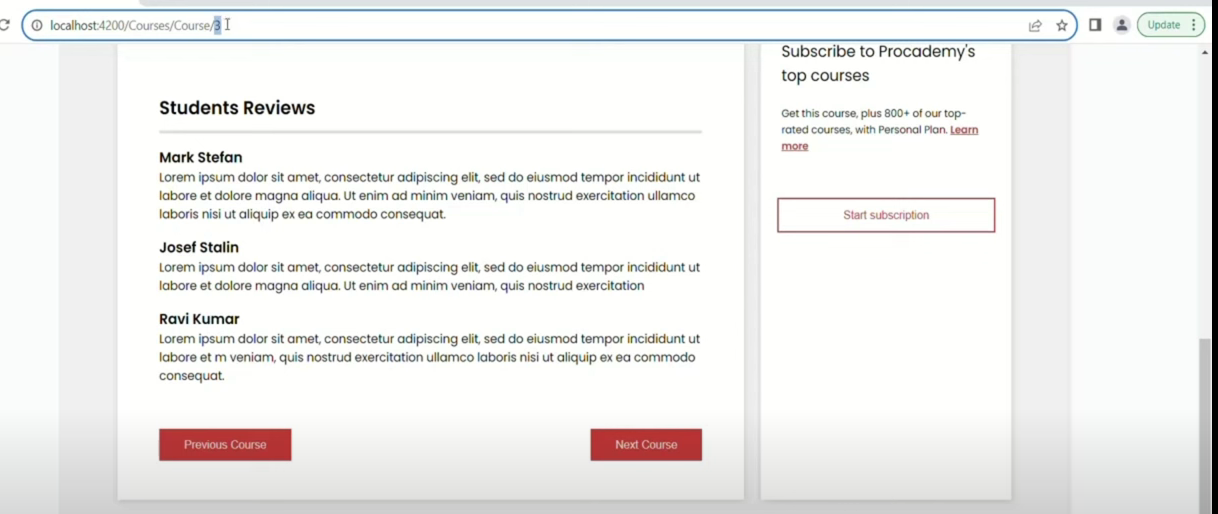 localhost:4200/Courses/Course/3
Update
Students Reviews
Mark Stefan
Lorem ipsum dolor sit amet, consectetur adipiscing elit, sed do eiusmod tempor incididunt ut
labore et dolore magna aliqua. Ut enim ad minim veniam, quis nostrud exercitation ullamco
laboris nisi ut aliquip ex ea commodo consequat.
Josef Stalin
Lorem ipsum dolor sit amet, consectetur adipiscing elit, sed do eiusmod tempor incididunt ut
labore et dolore magna aliqua. Ut enim ad minim veniam, quis nostrud exercitation
Ravi Kumar
Lorem ipsum dolor sit amet, consectetur adipiscing elit, sed do eiusmod tempor incididunt ut
labore et m veniam, quis nostrud exercitation ullamco laboris nisi ut aliquip ex ea commodo
consequat.
Previous Course
Next Course
Subscribe to Procademy's
top courses
Get this course, plus 800+ of our top-
rated courses, with Personal Plan. Learn
more
Start subscription